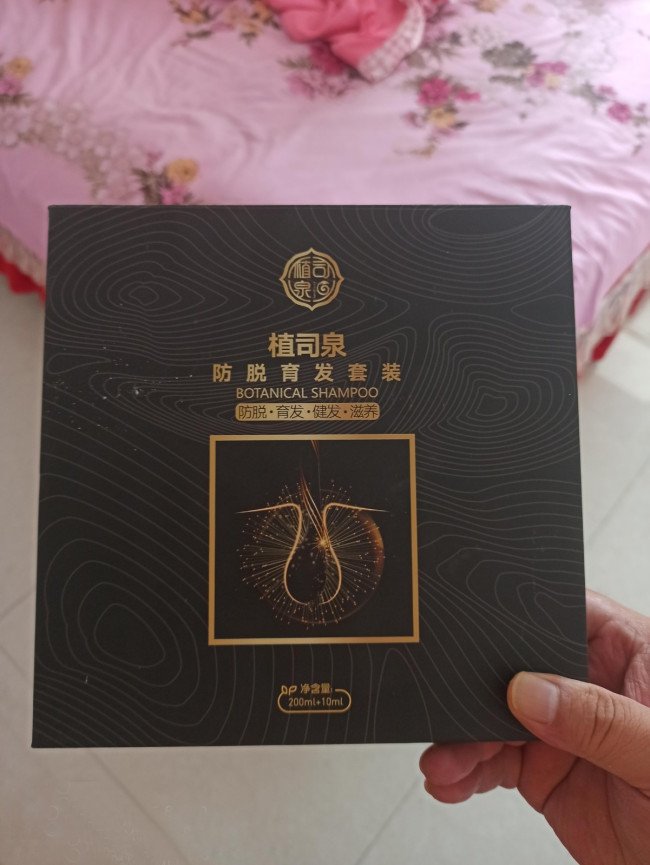 植司
泉
植司泉
防脱育发套装
BOTANICAL SHAMPOO
防脱·育发·健发·滋养
净含量:
200ml+10ml